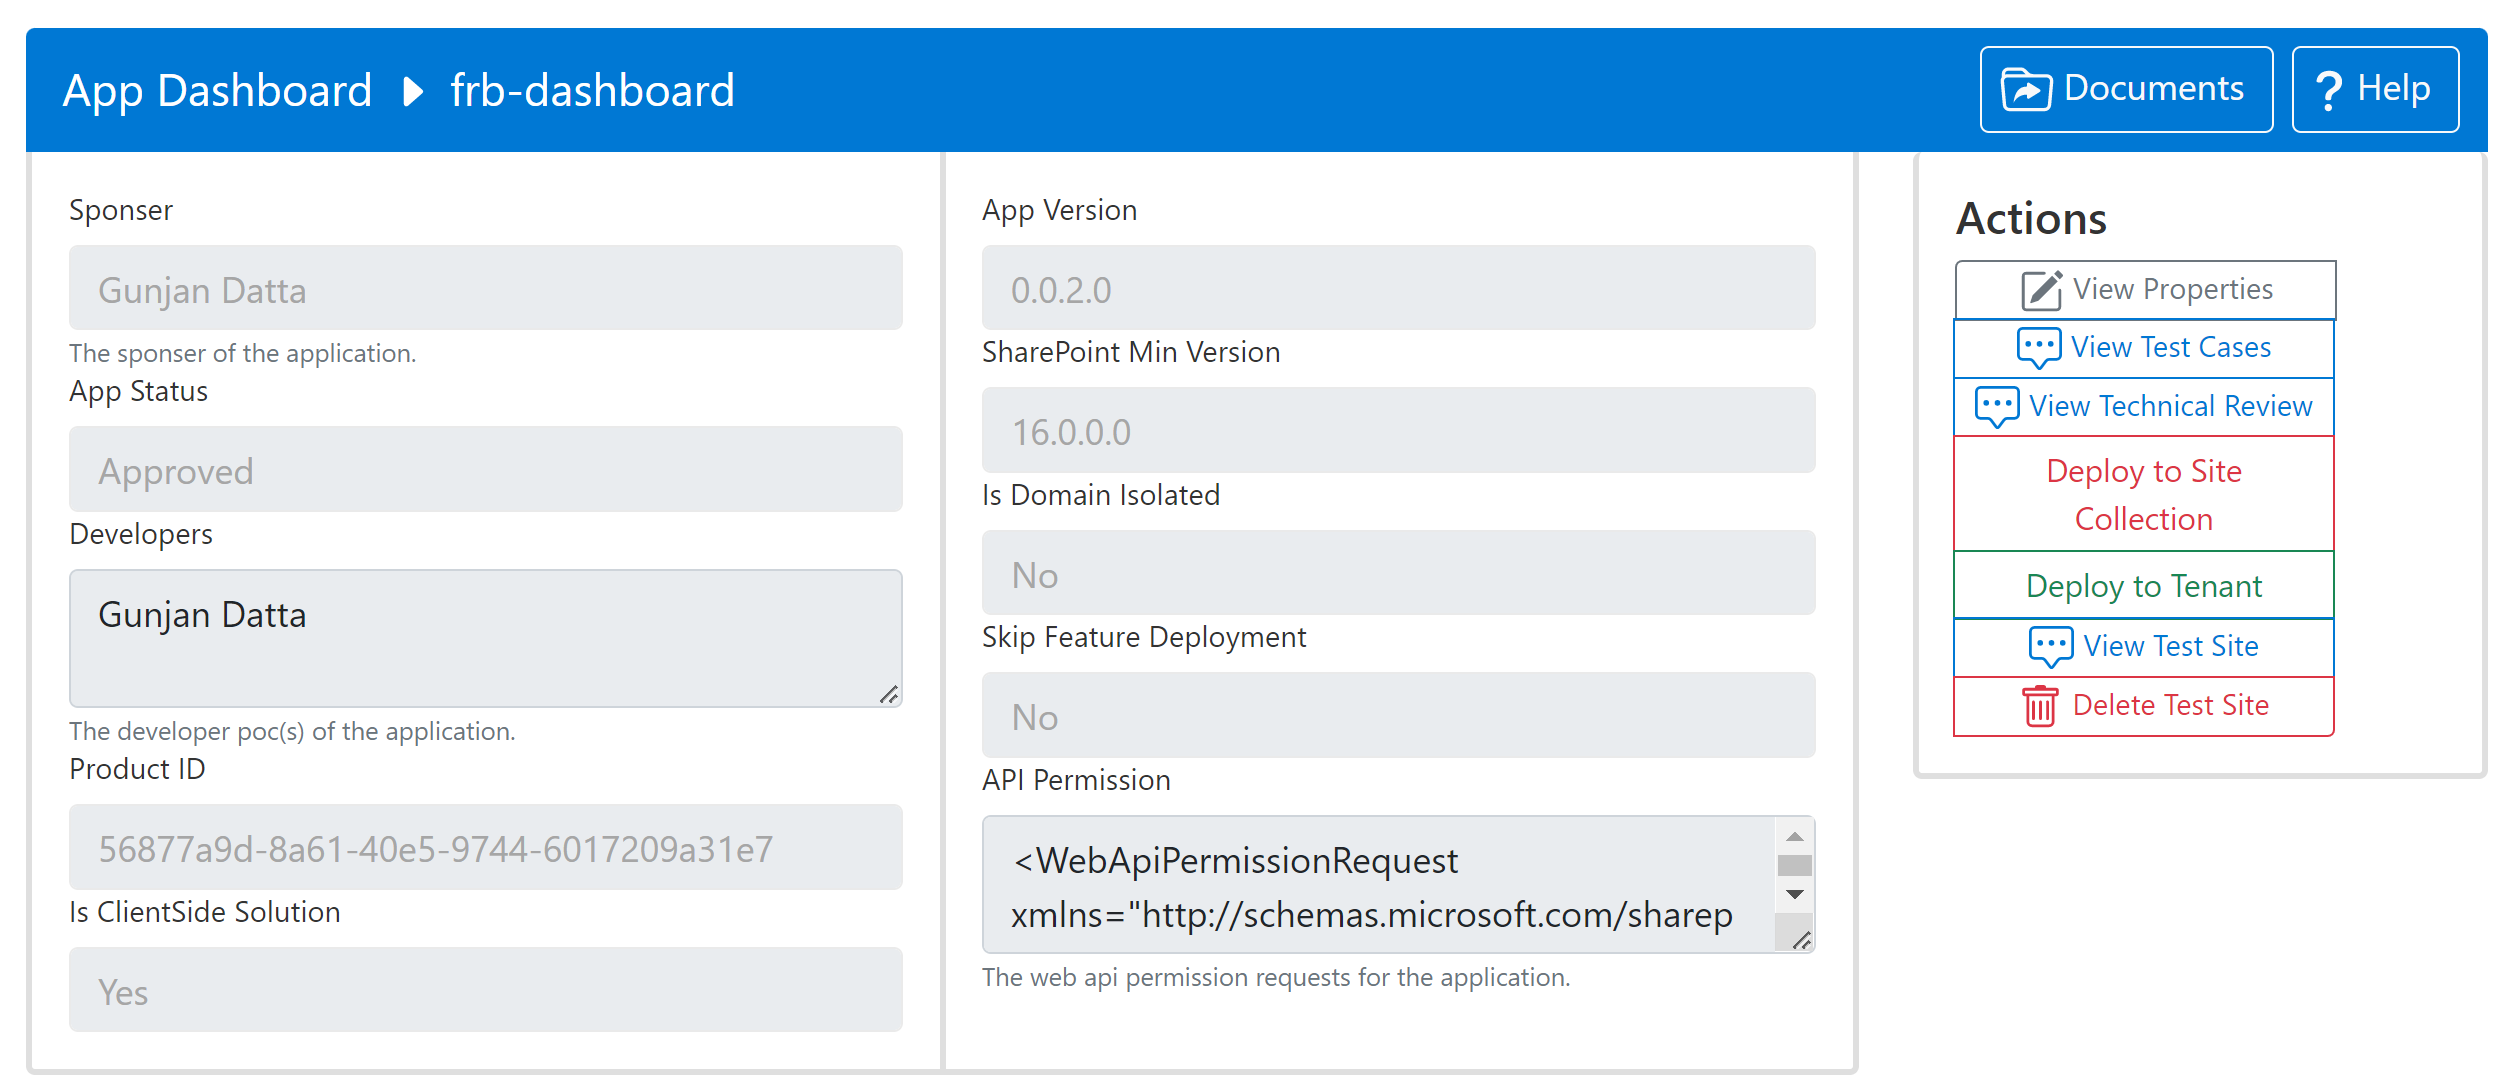 App Dashboard frb-dashboard
Documents
Help
Sponser
Gunjan Datta
The sponser of the application.
App Status
Approved
Developers
Gunjan Datta
The developer poc(s) of the application.
Product ID
56877a9d-8a61-40e5-9744-6017209a31e7
Is ClientSide Solution
Yes
App Version
0.0.2.0
SharePoint Min Version
16.0.0.0
Is Domain Isolated
No
Skip Feature Deployment
No
API Permission
<WebApiPermissionRequest
xmlns="http://schemas.microsoft.com/sharep
The web api permission requests for the application.
Actions
View Properties
View Test Cases
View Technical Review
Deploy to Site
Collection
Deploy to Tenant
View Test Site
Delete Test Site